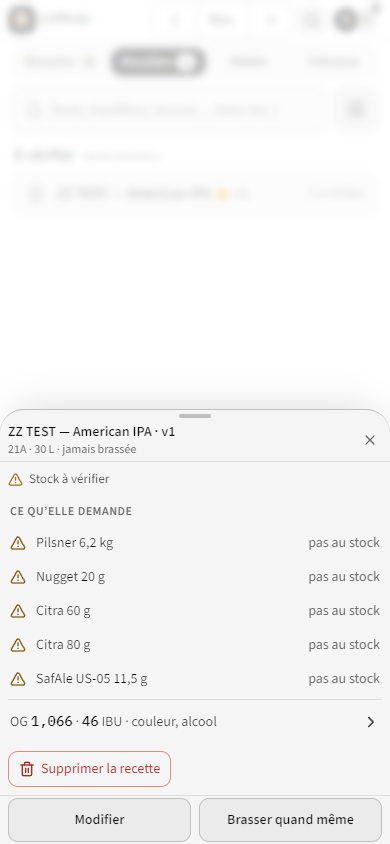 ZZ TEST — American IPA · v1
21A · 30 L · jamais brassée
Stock à vérifier
CE QU’ELLE DEMANDE
Pilsner 6,2 kg pas au stock
Nugget 20 g pas au stock
Citra 60 g pas au stock
Citra 80 g pas au stock
SafAle US-05 11,5 g pas au stock
OG 1,066 · 46 IBU · couleur, alcool
Supprimer la recette
Modifier
Brasser quand même